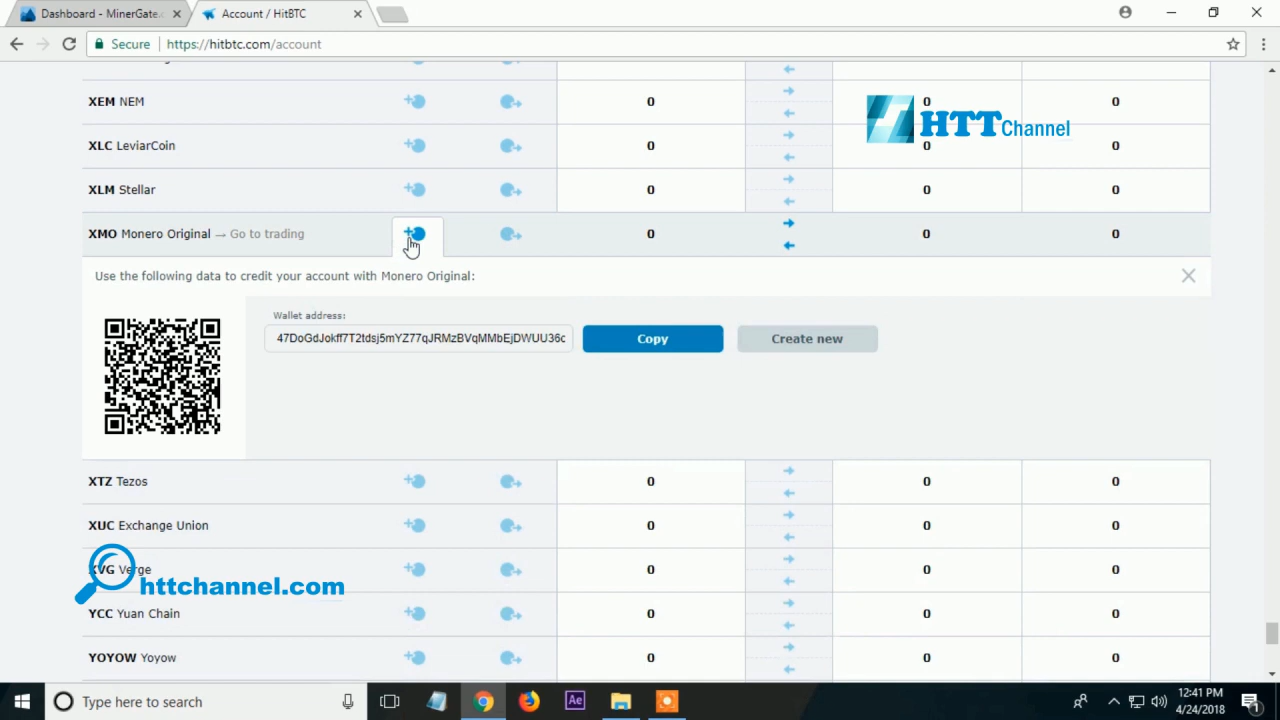 Dashboard - MinerGate.c
Account / HitBTC
Secure https://hitbtc.com/account
XEM NEM 0 0 0
HTT Channel
XLC LeviarCoin 0 0 0
XLM Stellar 0 0 0
XMO Monero Original → Go to trading 0 0 0
Use the following data to credit your account with Monero Original:
Wallet address:
47DoGdJokff7T2tdsj5mYZ77qJRMzBVqMMbEjDWUU36c Copy Create new
XTZ Tezos 0 0 0
XUC Exchange Union 0 0 0
XVG Verge 0 0 0
httchannel.com
YCC Yuan Chain 0 0 0
YOYOW Yoyow 0 0 0
Type here to search
Ae
12:41 PM
4/24/2018
1